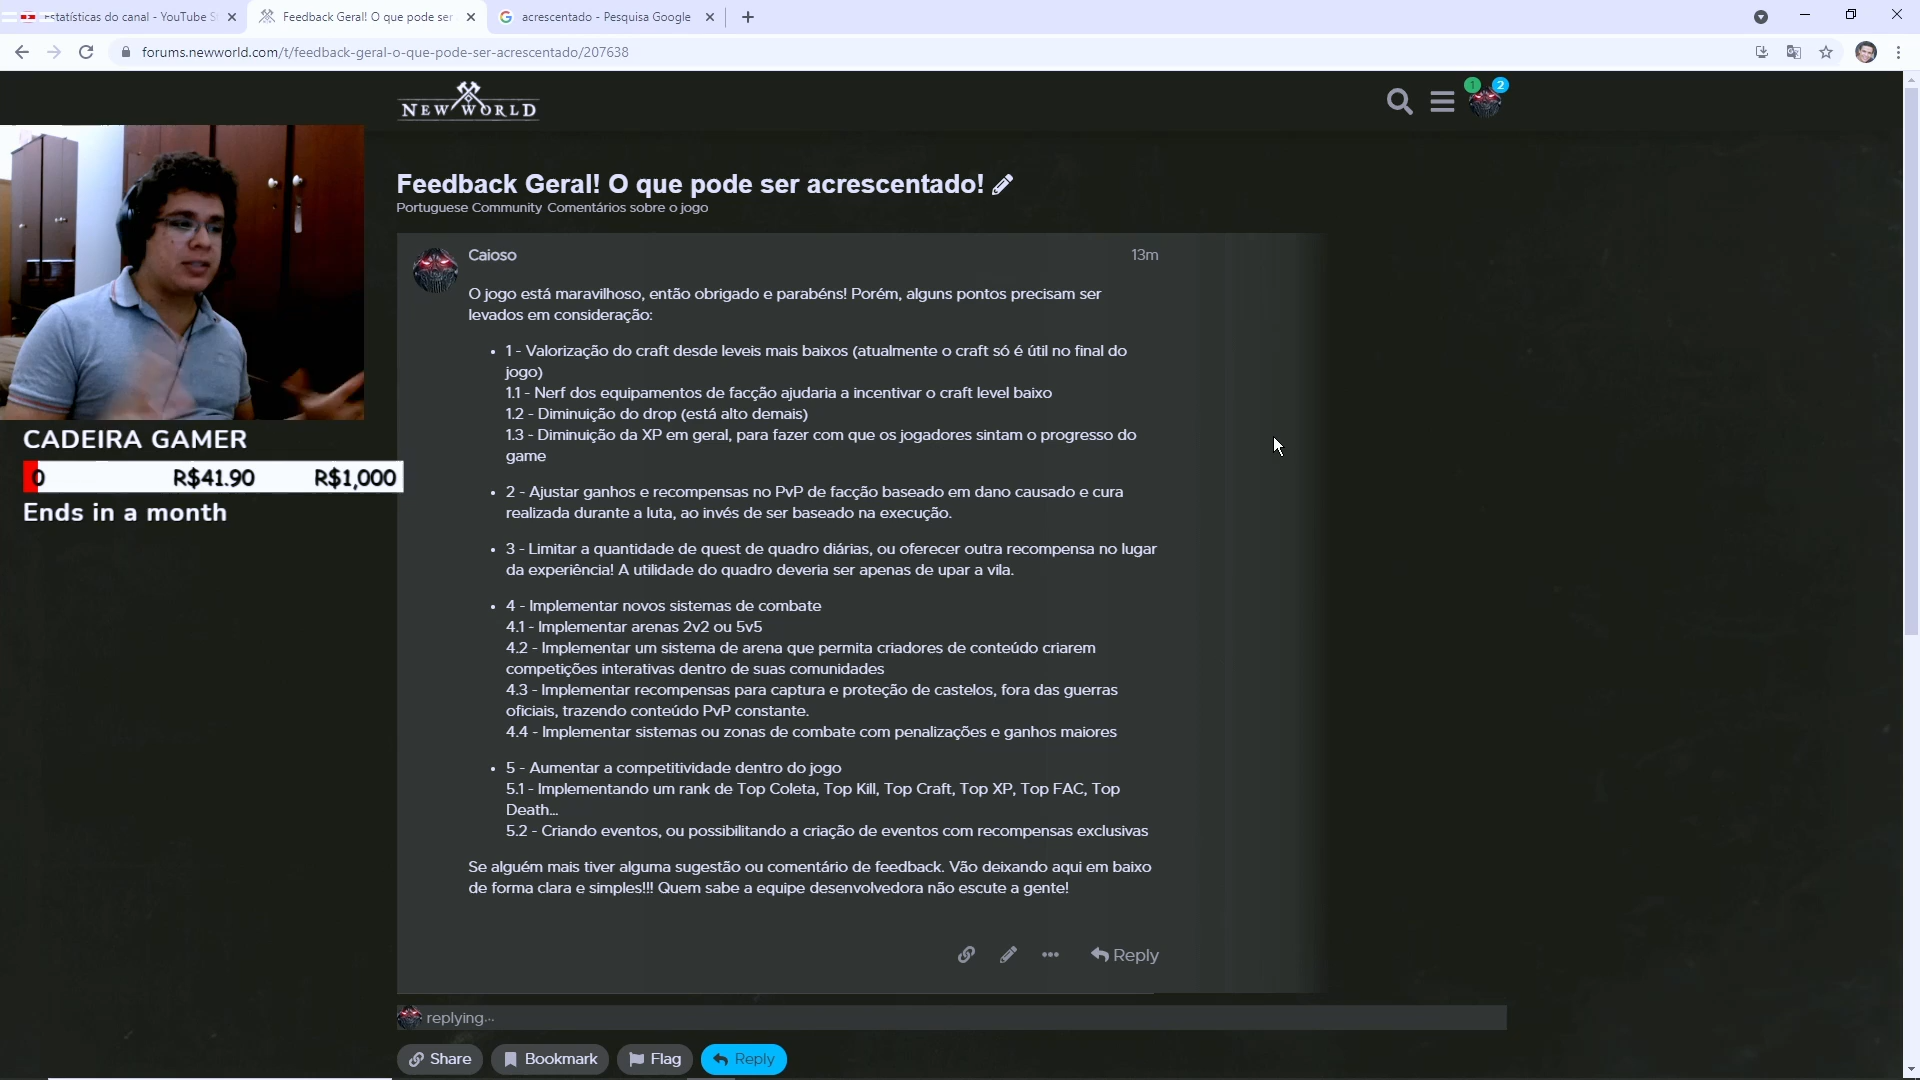 Estatísticas do canal - YouTube S
Feedback Geral! O que pode ser
acrescentado - Pesquisa Google
forums.newworld.com/t/feedback-geral-o-que-pode-ser-acrescentado/207638
NEW WORLD
1
2
Feedback Geral! O que pode ser acrescentado!
Portuguese Community Comentários sobre o jogo
Caioso
13m
O jogo está maravilhoso, então obrigado e parabéns! Porém, alguns pontos precisam ser
levados em consideração:
• 1 - Valorização do craft desde leveis mais baixos (atualmente o craft só é útil no final do
jogo)
1.1 - Nerf dos equipamentos de facção ajudaria a incentivar o craft level baixo
1.2 - Diminuição do drop (está alto demais)
1.3 - Diminuição da XP em geral, para fazer com que os jogadores sintam o progresso do
game
• 2 - Ajustar ganhos e recompensas no PvP de facção baseado em dano causado e cura
realizada durante a luta, ao invés de ser baseado na execução.
• 3 - Limitar a quantidade de quest de quadro diárias, ou oferecer outra recompensa no lugar
da experiência! A utilidade do quadro deveria ser apenas de upar a vila.
• 4 - Implementar novos sistemas de combate
4.1 - Implementar arenas 2v2 ou 5v5
4.2 - Implementar um sistema de arena que permita criadores de conteúdo criarem
competições interativas dentro de suas comunidades
4.3 - Implementar recompensas para captura e proteção de castelos, fora das guerras
oficiais, trazendo conteúdo PvP constante.
4.4 - Implementar sistemas ou zonas de combate com penalizações e ganhos maiores
• 5 - Aumentar a competitividade dentro do jogo
5.1 - Implementando um rank de Top Coleta, Top Kill, Top Craft, Top XP, Top FAC, Top
Death...
5.2 - Criando eventos, ou possibilitando a criação de eventos com recompensas exclusivas
Se alguém mais tiver alguma sugestão ou comentário de feedback. Vão deixando aqui em baixo
de forma clara e simples!!! Quem sabe a equipe desenvolvedora não escute a gente!
Reply
replying...
Share
Bookmark
Flag
Reply
CADEIRA GAMER
0 R$41.90 R$1,000
Ends in a month